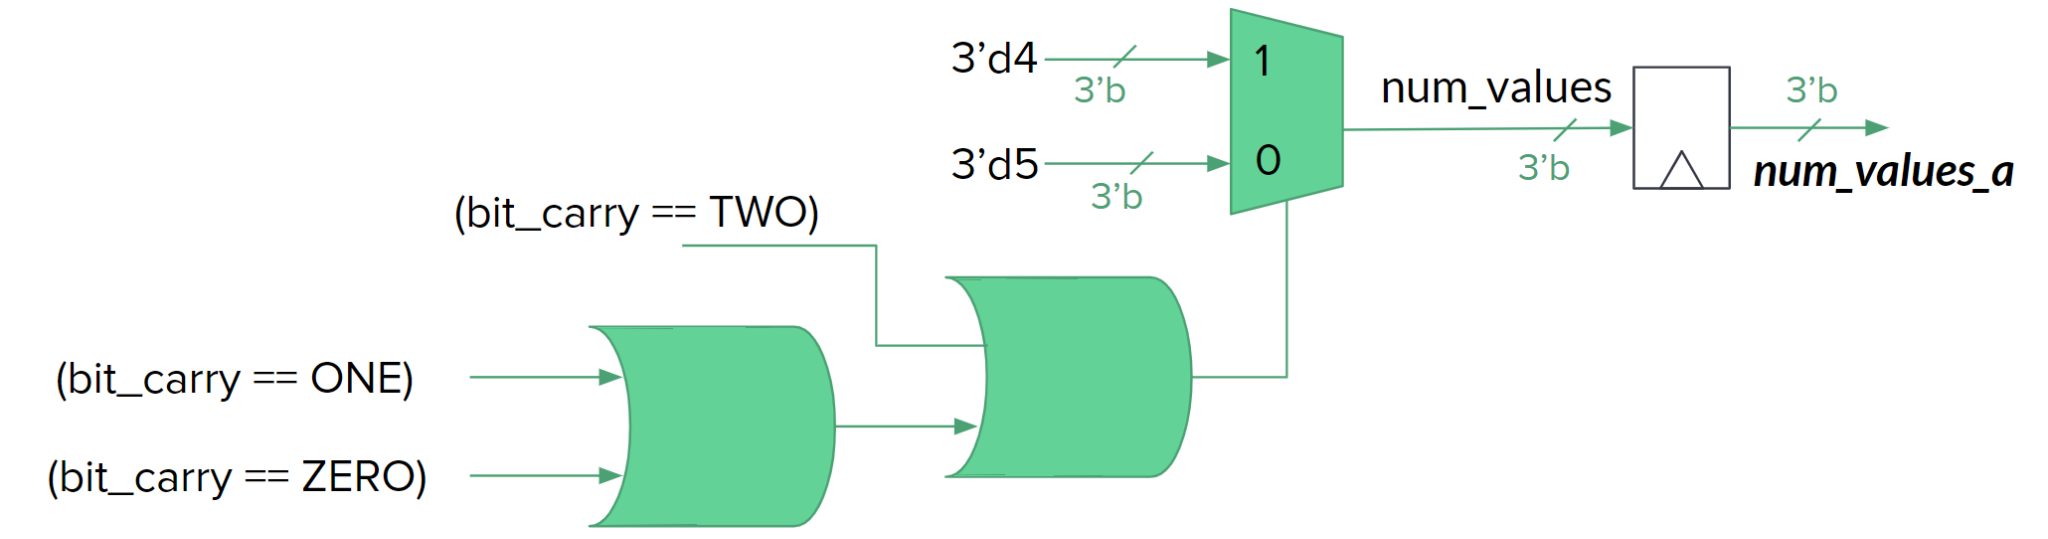 3’d4
3’b
1
num_values
3’b
3’d5
3’b
0
3’b
num_values_a
(bit_carry == TWO)
(bit_carry == ONE)
(bit_carry == ZERO)